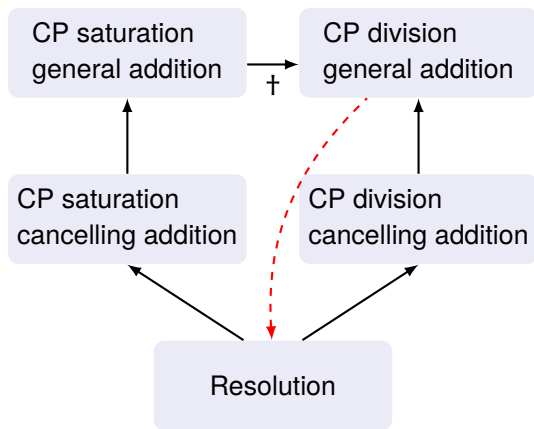 CP saturation
general addition
†
CP division
general addition
CP saturation
cancelling addition
CP division
cancelling addition
Resolution